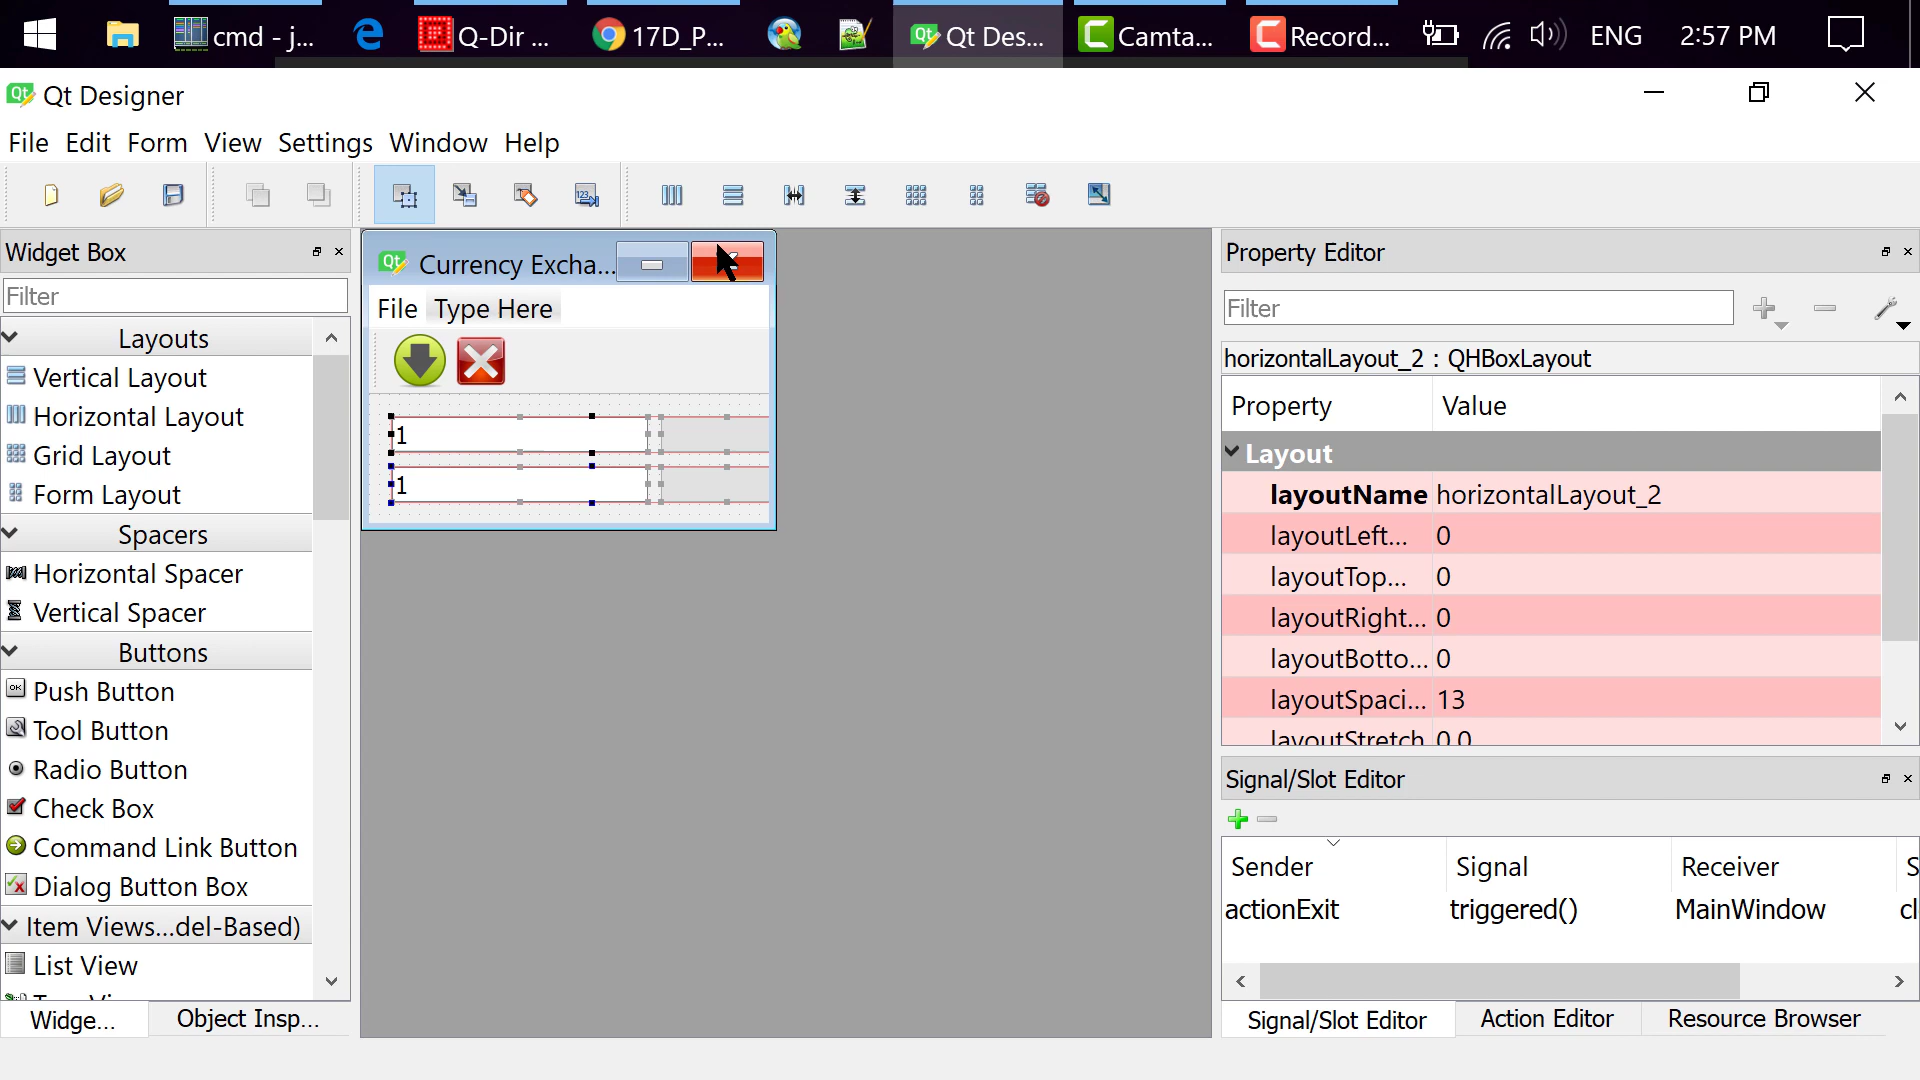 cmd - j...
Q-Dir ...
17D_P...
Qt Des...
Camta...
Record...
ENG
2:57 PM
Qt Designer
File Edit Form View Settings Window Help
Widget Box
Filter
Layouts
Vertical Layout
Horizontal Layout
Grid Layout
Form Layout
Spacers
Horizontal Spacer
Vertical Spacer
Buttons
Push Button
Tool Button
Radio Button
Check Box
Command Link Button
Dialog Button Box
Item Views...del-Based)
List View
Widge...
Object Insp...
Currency Excha...
File Type Here
1
1
Property Editor
Filter
horizontalLayout_2 : QHBoxLayout
Property Value
Layout
layoutName horizontalLayout_2
layoutLeft... 0
layoutTop... 0
layoutRight... 0
layoutBotto... 0
layoutSpaci... 13
layoutStretch 0,0
Signal/Slot Editor
Sender Signal Receiver S
actionExit triggered() MainWindow cl
Signal/Slot Editor
Action Editor
Resource Browser